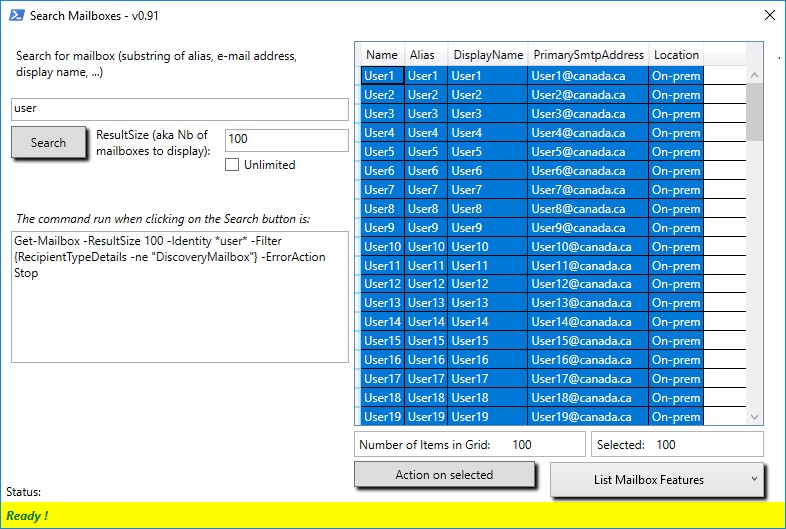 Search Mailboxes - v0.91
Search for mailbox (substring of alias, e-mail address,
display name, ...)
user
Search
ResultSize (aka Nb of
mailboxes to display):
100
Unlimited
The command run when clicking on the Search button is:
Get-Mailbox -ResultSize 100 -Identity *user* -Filter
{RecipientTypeDetails -ne "DiscoveryMailbox"} -ErrorAction
Stop
Name Alias DisplayName PrimarySmtpAddress Location
User1 User1 User1 User1@canada.ca On-prem
User2 User2 User2 User2@canada.ca On-prem
User3 User3 User3 User3@canada.ca On-prem
User4 User4 User4 User4@canada.ca On-prem
User5 User5 User5 User5@canada.ca On-prem
User6 User6 User6 User6@canada.ca On-prem
User7 User7 User7 User7@canada.ca On-prem
User8 User8 User8 User8@canada.ca On-prem
User9 User9 User9 User9@canada.ca On-prem
User10 User10 User10 User10@canada.ca On-prem
User11 User11 User11 User11@canada.ca On-prem
User12 User12 User12 User12@canada.ca On-prem
User13 User13 User13 User13@canada.ca On-prem
User14 User14 User14 User14@canada.ca On-prem
User15 User15 User15 User15@canada.ca On-prem
User16 User16 User16 User16@canada.ca On-prem
User17 User17 User17 User17@canada.ca On-prem
User18 User18 User18 User18@canada.ca On-prem
User19 User19 User19 User19@canada.ca On-prem
Number of Items in Grid: 100
Selected: 100
Action on selected
List Mailbox Features
Status:
Ready !